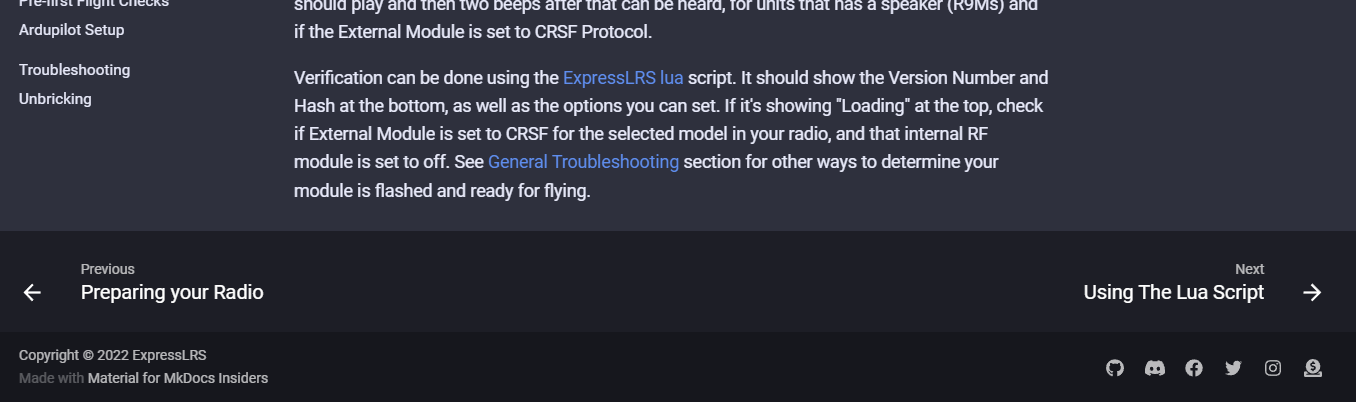 Pre-first Flight Checks
Ardupilot Setup
Troubleshooting
Unbricking
should play and then two beeps after that can be heard, for units that has a speaker (R9Ms) and
if the External Module is set to CRSF Protocol.
Verification can be done using the ExpressLRS lua script. It should show the Version Number and
Hash at the bottom, as well as the options you can set. If it's showing "Loading" at the top, check
if External Module is set to CRSF for the selected model in your radio, and that internal RF
module is set to off. See General Troubleshooting section for other ways to determine your
module is flashed and ready for flying.
Previous
Preparing your Radio
Next
Using The Lua Script
Copyright © 2022 ExpressLRS
Made with Material for MkDocs Insiders